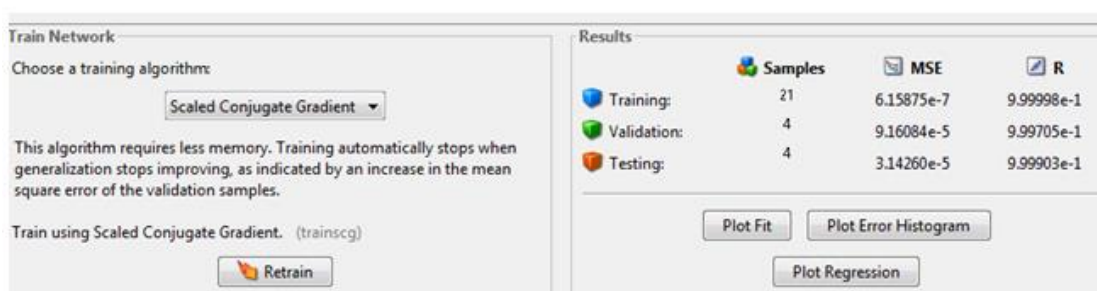 Train Network
Choose a training algorithm:
Scaled Conjugate Gradient
This algorithm requires less memory. Training automatically stops when
generalization stops improving, as indicated by an increase in the mean
square error of the validation samples.
Train using Scaled Conjugate Gradient. (trainscg)
Retrain
Results
Samples MSE R
Training: 21 6.15875e-7 9.99998e-1
Validation: 4 9.16084e-5 9.99705e-1
Testing: 4 3.14260e-5 9.99903e-1
Plot Fit Plot Error Histogram
Plot Regression